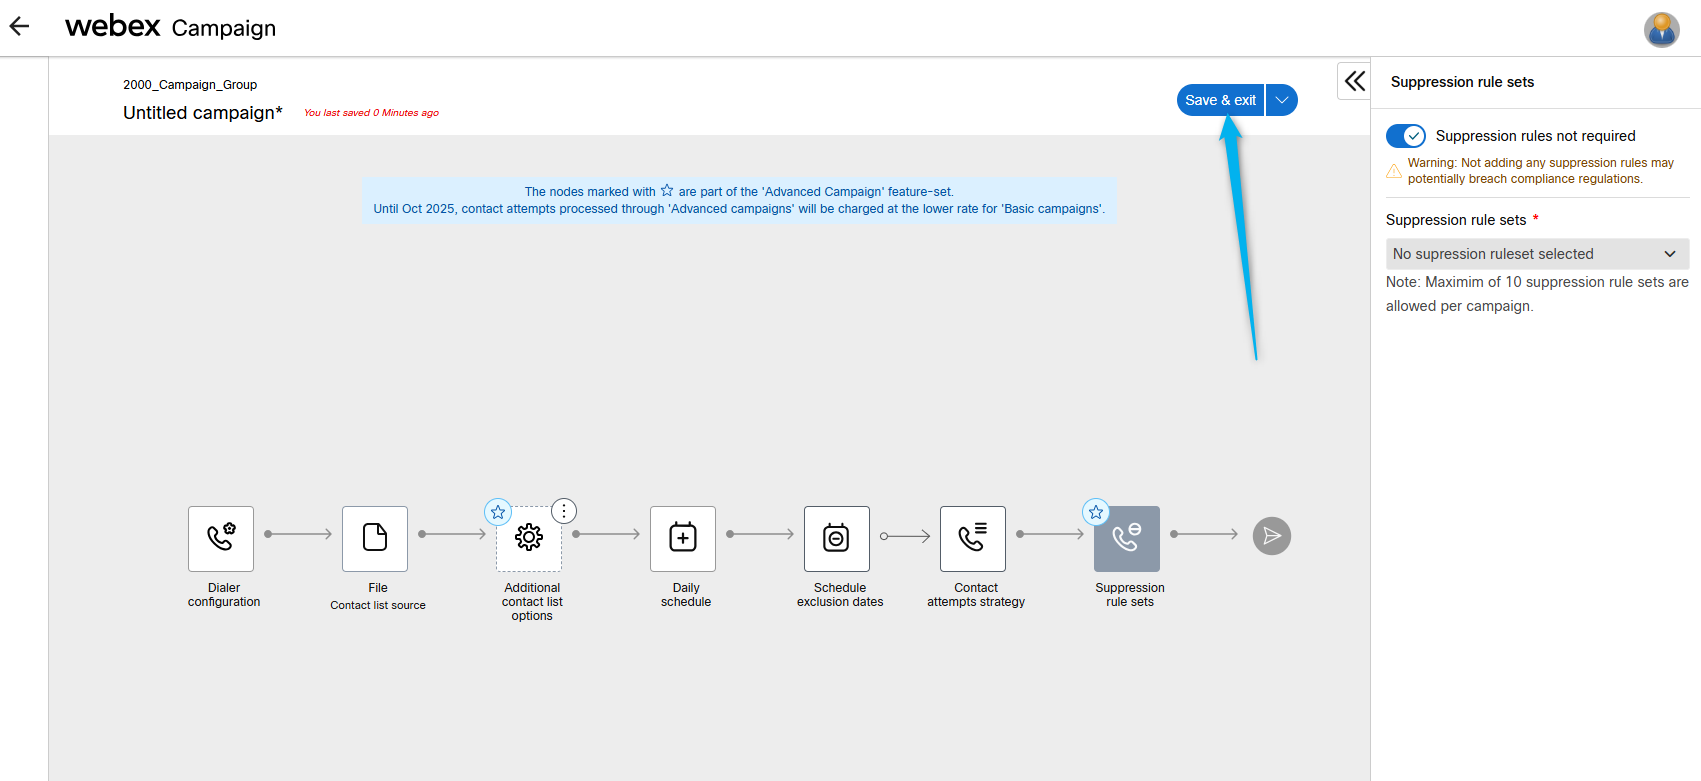 webex Campaign
2000_Campaign_Group
Untitled campaign*
You last saved 0 Minutes ago
Save & exit
The nodes marked with are part of the 'Advanced Campaign' feature-set.
Until Oct 2025, contact attempts processed through 'Advanced campaigns' will be charged at the lower rate for 'Basic campaigns'.
Dialer
configuration
File
Contact list source
Additional
contact list
options
Daily
schedule
Schedule
exclusion dates
Contact
attempts strategy
Suppression
rule sets
Suppression rule sets
Suppression rules not required
Warning: Not adding any suppression rules may
potentially breach compliance regulations.
Suppression rule sets *
No supression ruleset selected
Note: Maximim of 10 suppression rule sets are
allowed per campaign.